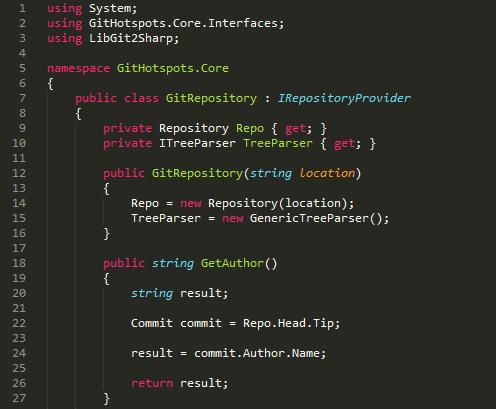 1 using System;
2 using GitHotspots.Core.Interfaces;
3 using LibGit2Sharp;
4
5 namespace GitHotspots.Core
6 {
7     public class GitRepository : IRepositoryProvider
8     {
9         private Repository Repo { get; }
10         private ITreeParser TreeParser { get; }
11
12         public GitRepository(string location)
13         {
14             Repo = new Repository(location);
15             TreeParser = new GenericTreeParser();
16         }
17
18         public string GetAuthor()
19         {
20             string result;
21
22             Commit commit = Repo.Head.Tip;
23
24             result = commit.Author.Name;
25
26             return result;
27         }